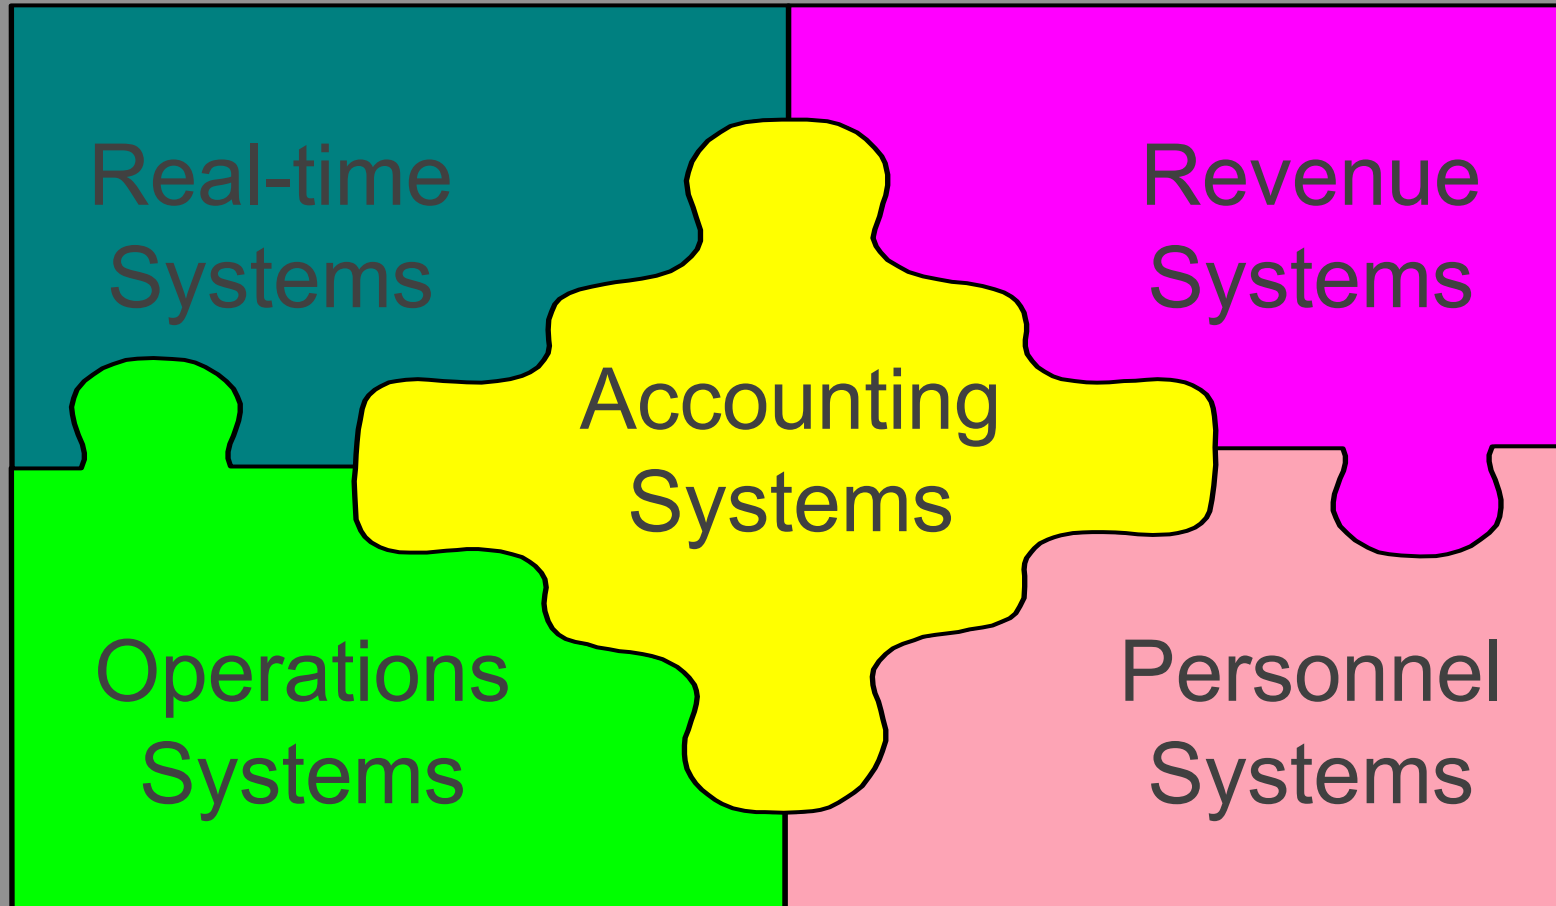 Real-time
Systems
Revenue
Systems
Accounting
Systems
Operations
Systems
Personnel
Systems